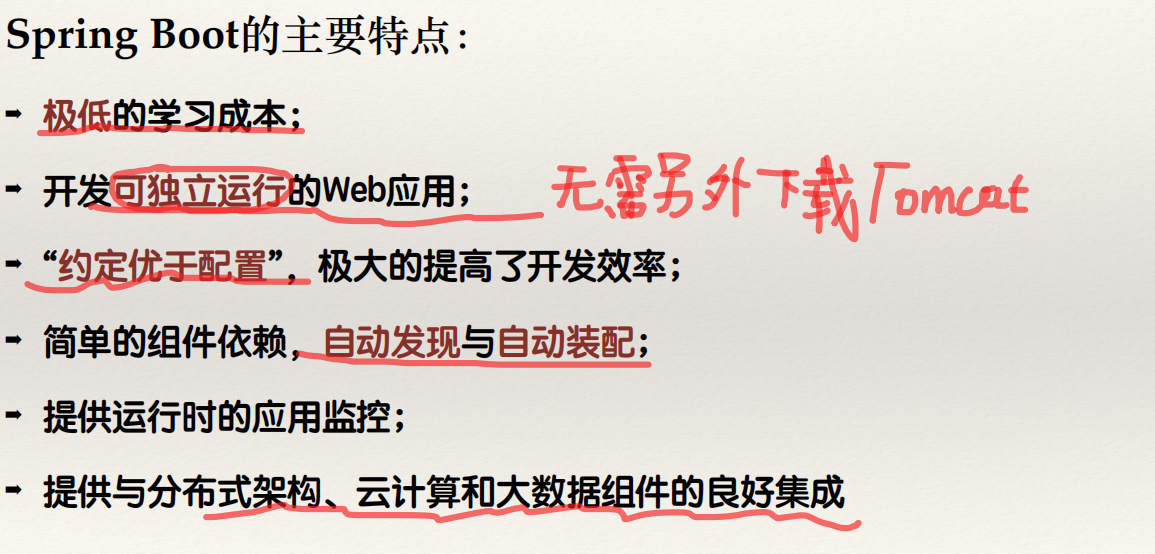 Spring Boot的主要特点：
➡ 极低的学习成本；
➡ 开发可独立运行的Web应用；
无需另外下载Tomcat
➡ “约定优于配置”，极大的提高了开发效率；
➡ 简单的组件依赖，自动发现与自动装配；
➡ 提供运行时的应用监控；
➡ 提供与分布式架构、云计算和大数据组件的良好集成